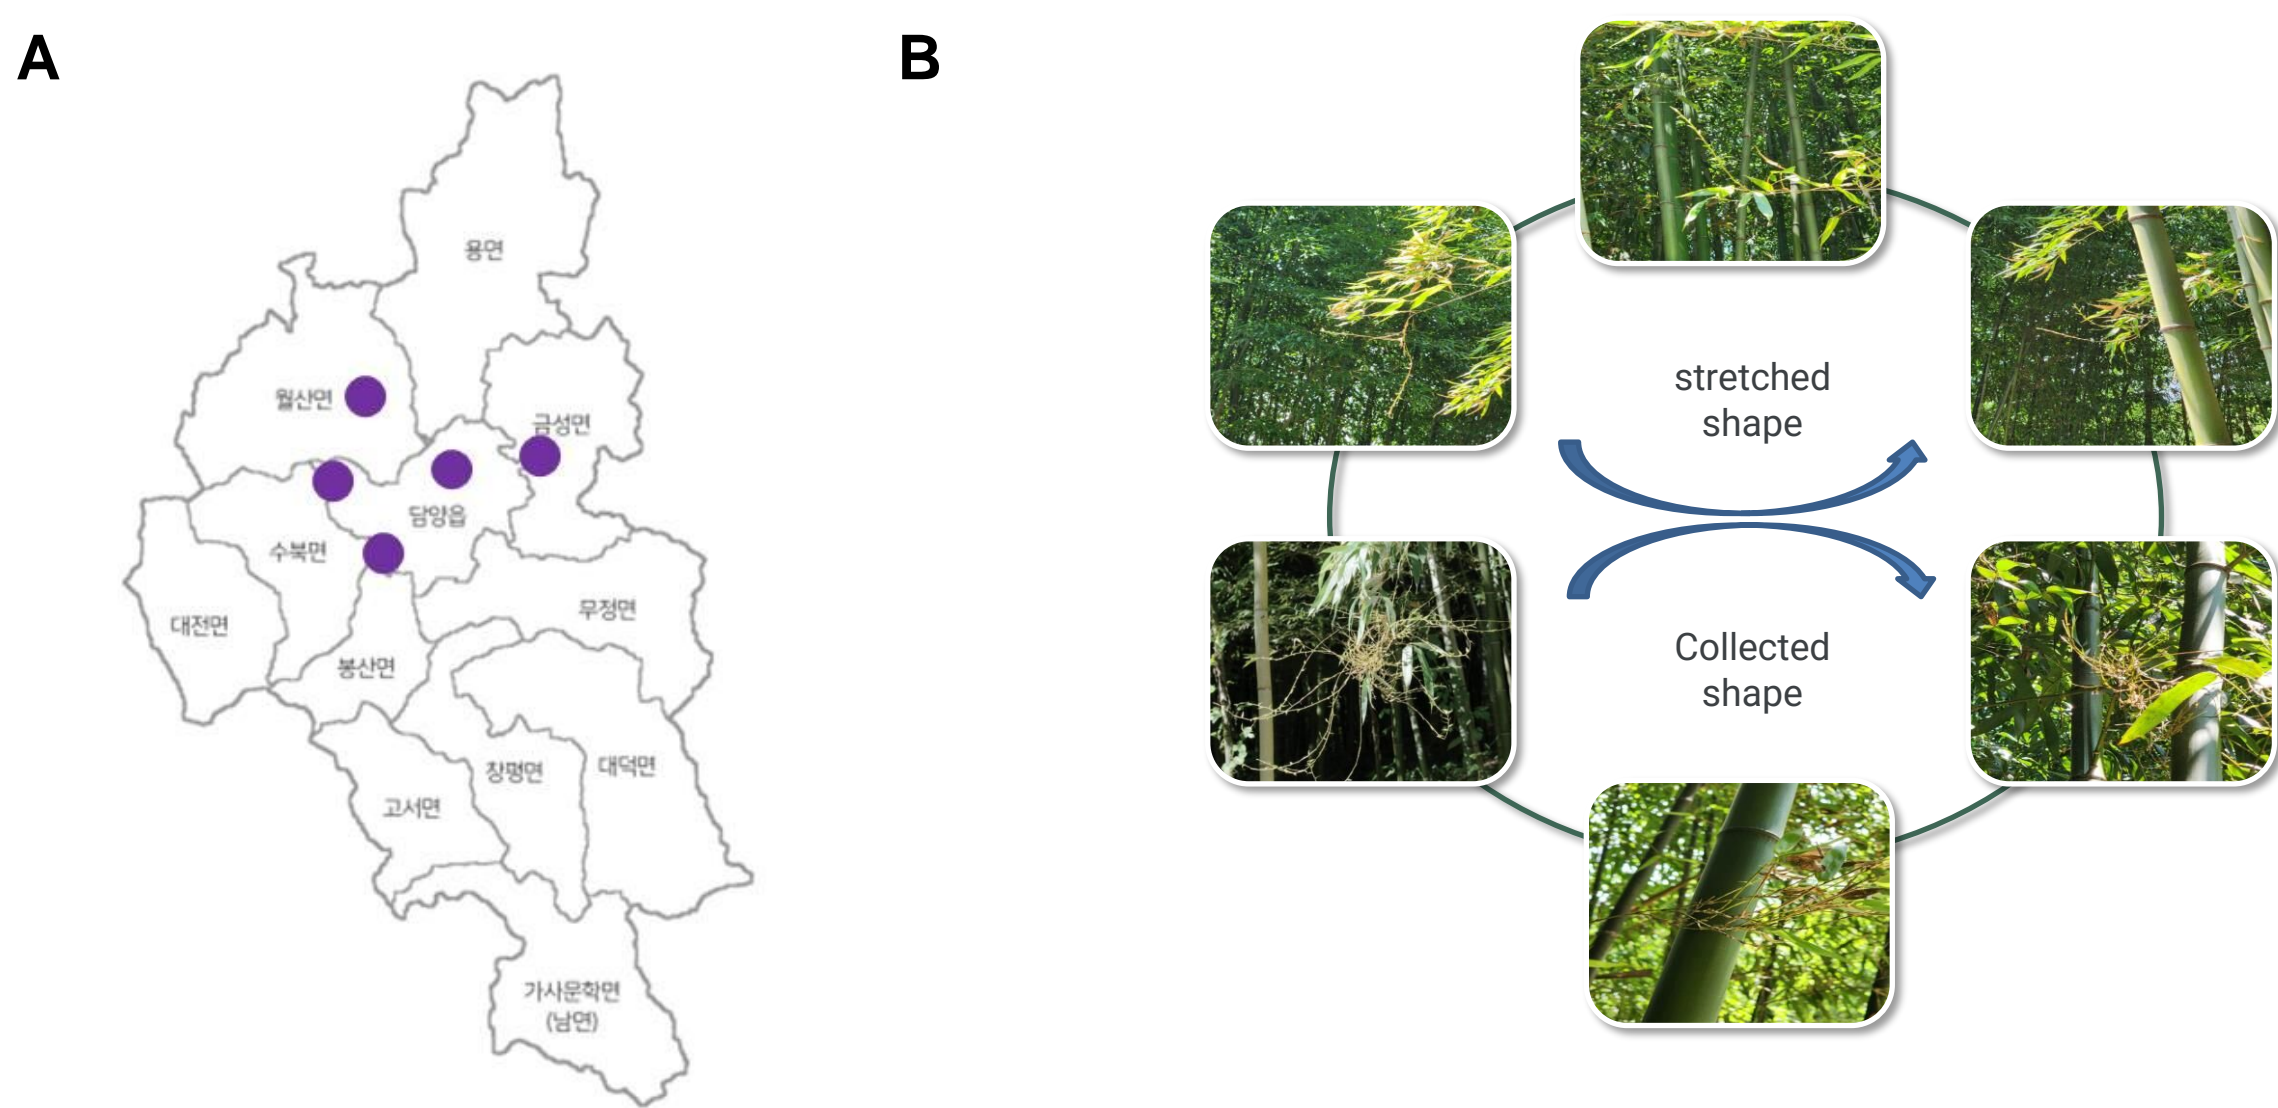 A
B
용면
월산면
금성면
담양읍
수북면
대전면
무정면
봉산면
창평면
대덕면
고서면
가사문학면
(남면)
stretched
shape
Collected
shape